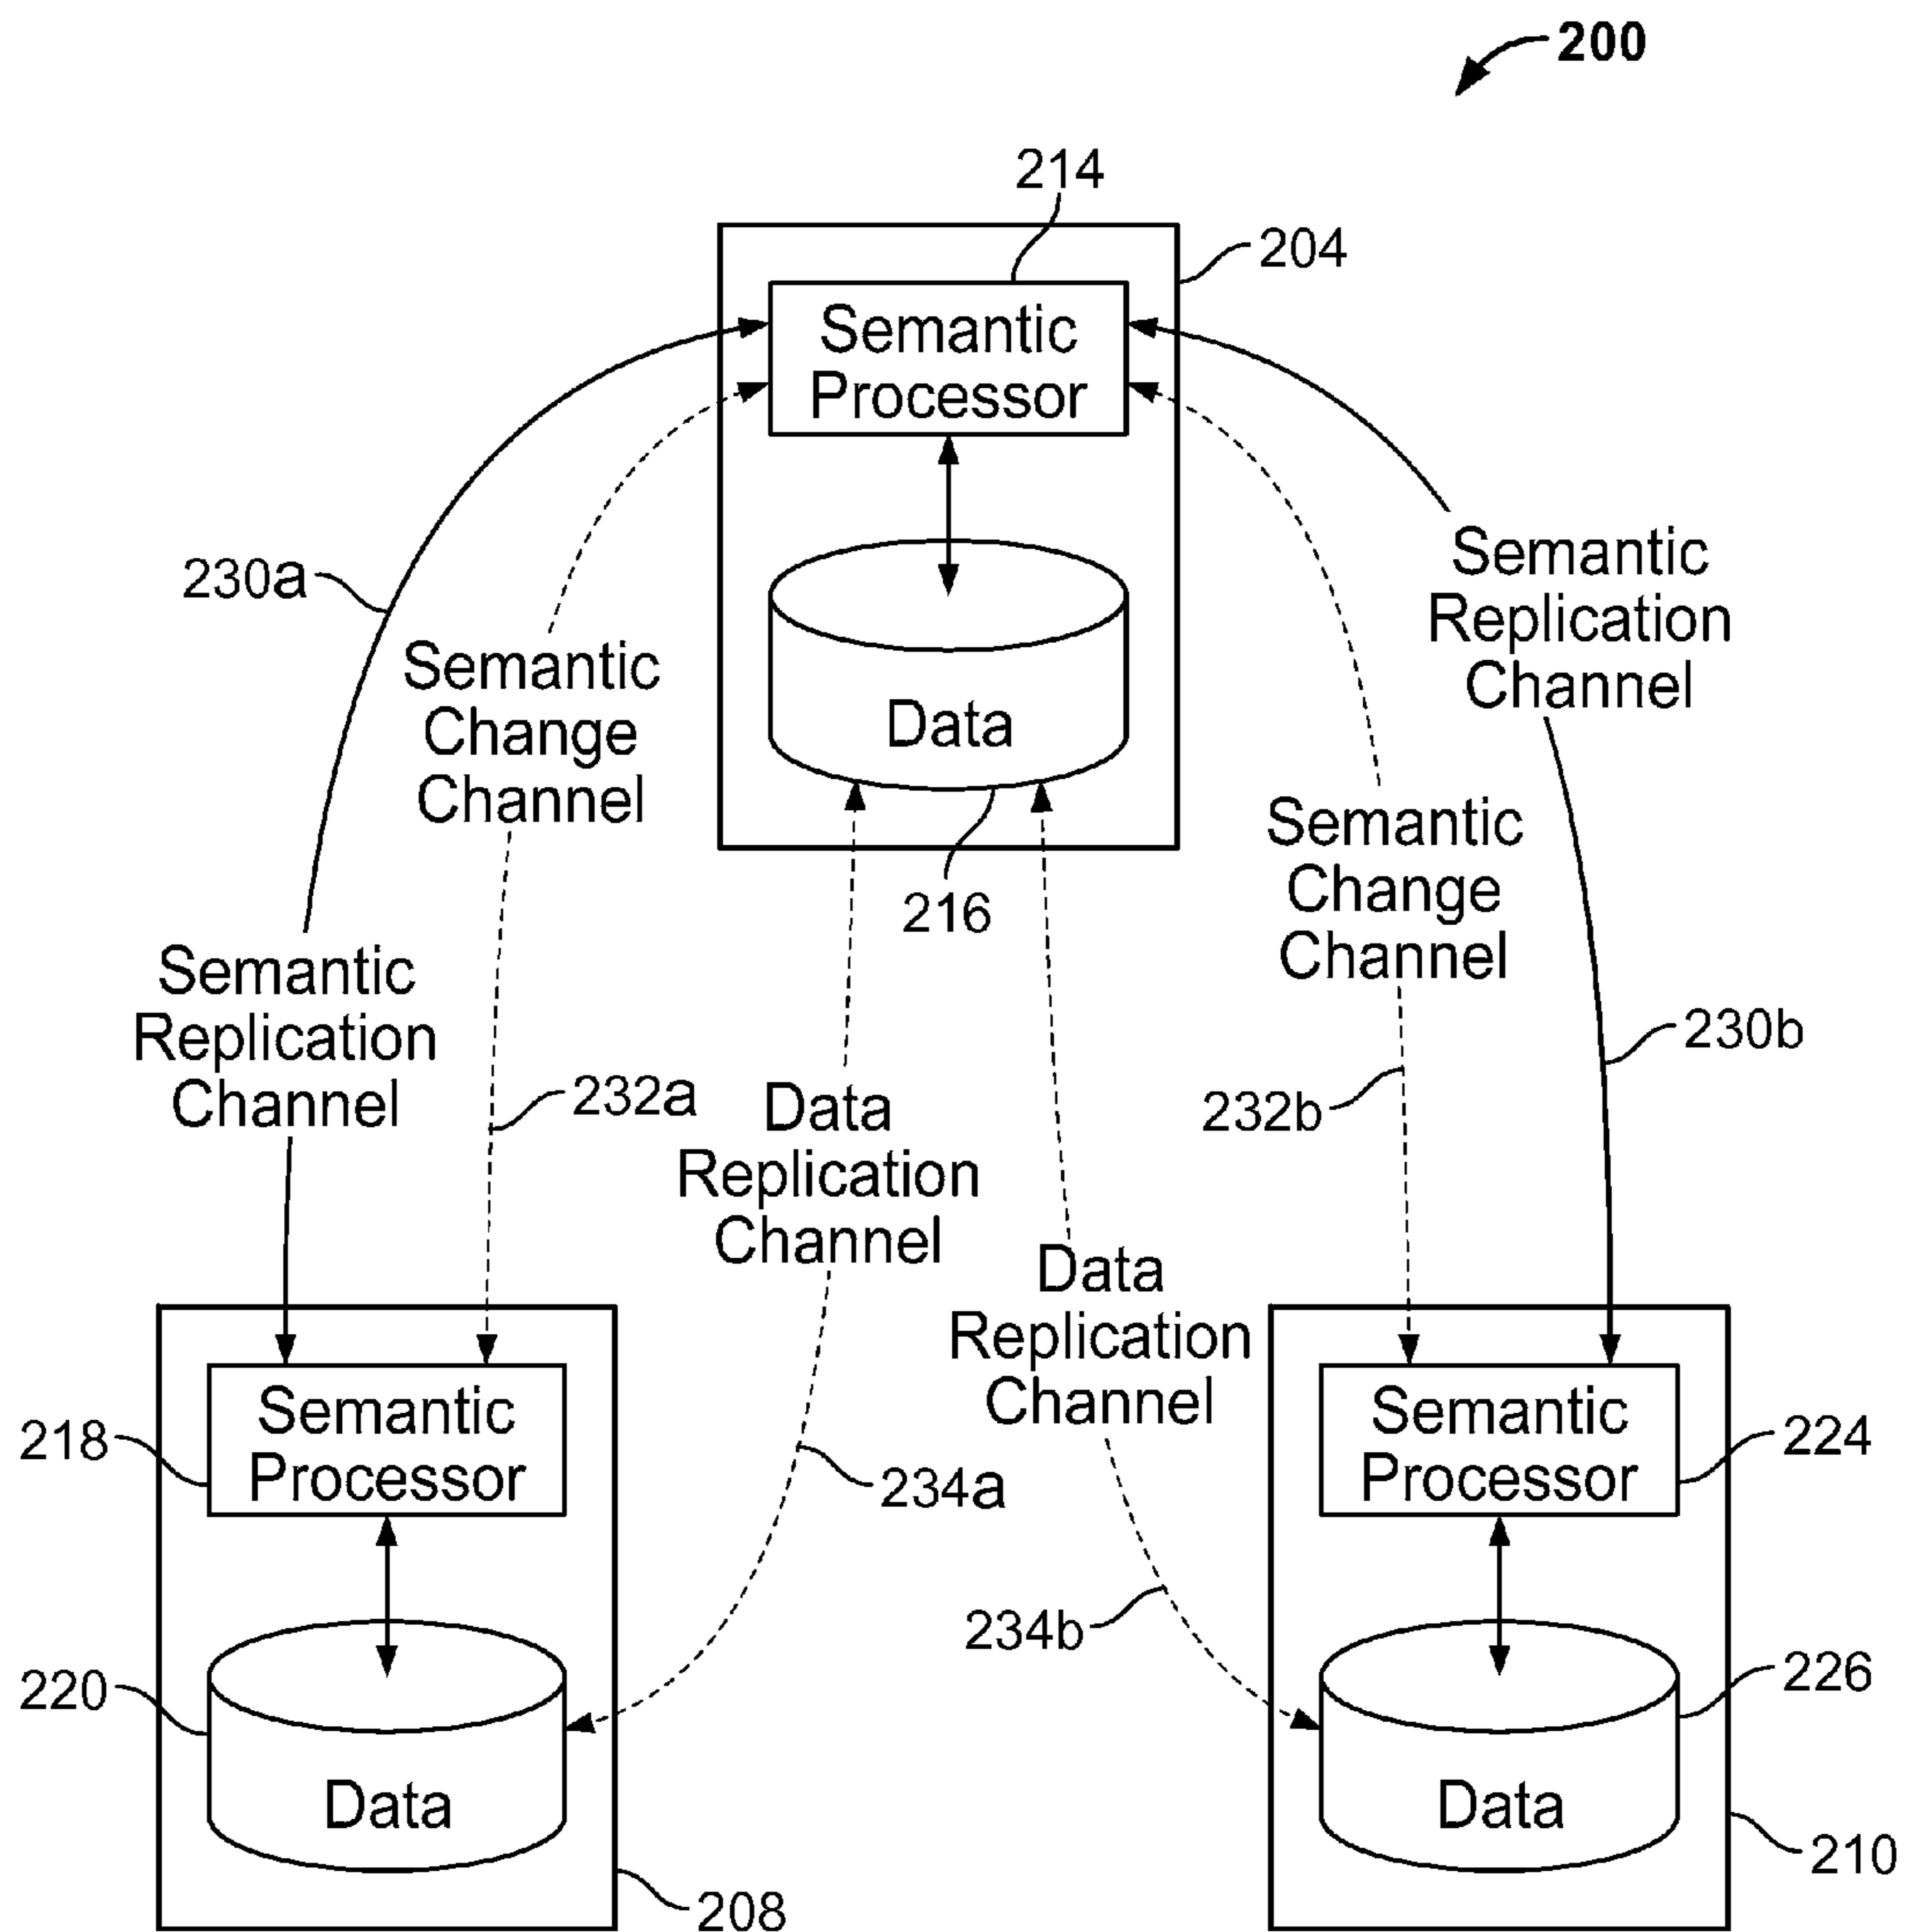 200
214
204
Semantic
Processor
230a
Semantic
Replication
Channel
Semantic
Change
Channel
Data
216
Semantic
Change
Channel
Semantic
Replication
Channel
230b
232a
232b
Data
Replication
Channel
Data
Replication
Channel
Semantic
Processor
218
234a
Semantic
Processor
224
234b
220
226
Data
Data
210
208